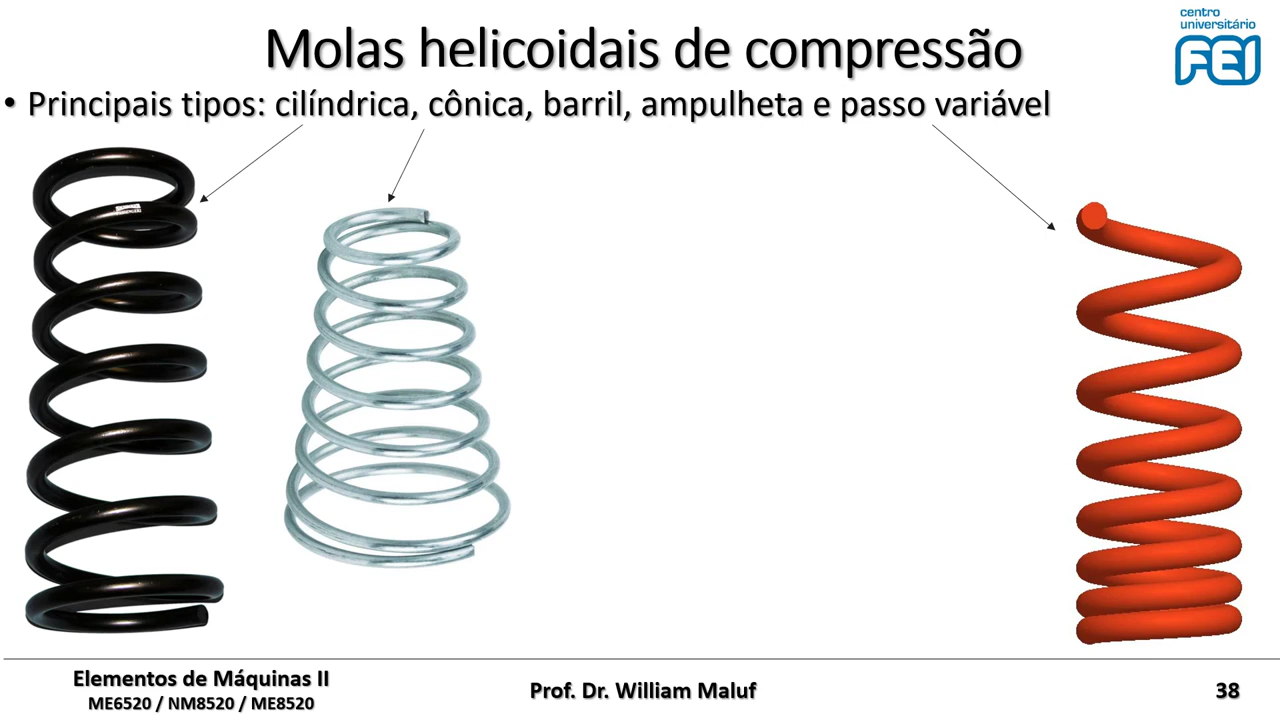 centro
universitário
FEI
Molas helicoidais de compressão
• Principais tipos: cilíndrica, cônica, barril, ampulheta e passo variável
Elementos de Máquinas II
ME6520 / NM8520 / ME8520
Prof. Dr. William Maluf
38